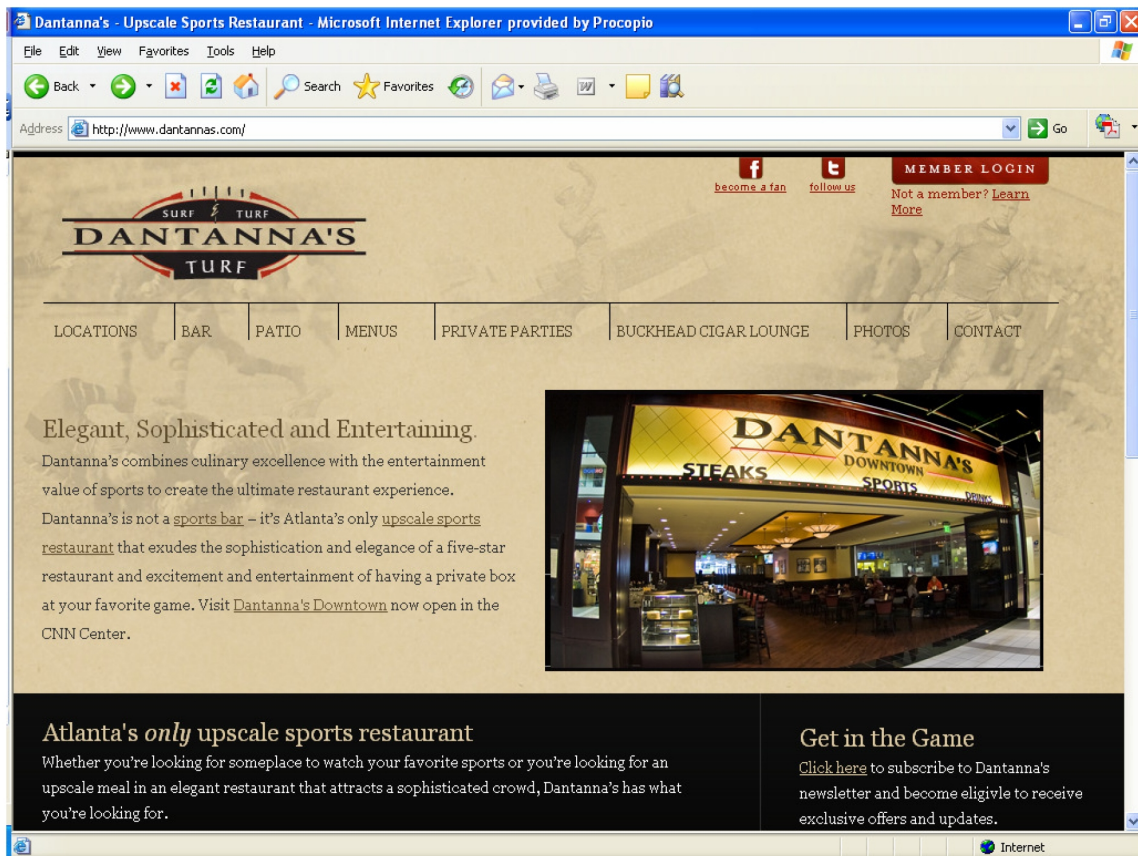 Dantanna's - Upscale Sports Restaurant - Microsoft Internet Explorer provided by Procopio
File Edit View Favorites Tools Help
Back Search Favorites
Address http://www.dantannas.com/ Go
become a fan
follow us
MEMBER LOGIN
Not a member? Learn
More
SURF & TURF
DANTANNA'S
TURF
LOCATIONS BAR PATIO MENUS PRIVATE PARTIES BUCKHEAD CIGAR LOUNGE PHOTOS CONTACT
Elegant, Sophisticated and Entertaining.
Dantanna's combines culinary excellence with the entertainment
value of sports to create the ultimate restaurant experience.
Dantanna's is not a sports bar – it's Atlanta's only upscale sports
restaurant that exudes the sophistication and elegance of a five-star
restaurant and excitement and entertainment of having a private box
at your favorite game. Visit Dantanna's Downtown now open in the
CNN Center.
DANTANNA'S
DOWNTOWN
STEAKS
SPORTS
DRINKS
Atlanta's only upscale sports restaurant
Whether you're looking for someplace to watch your favorite sports or you're looking for an
upscale meal in an elegant restaurant that attracts a sophisticated crowd, Dantanna's has what
you're looking for.
Get in the Game
Click here to subscribe to Dantanna's
newsletter and become eligivle to receive
exclusive offers and updates.
Internet